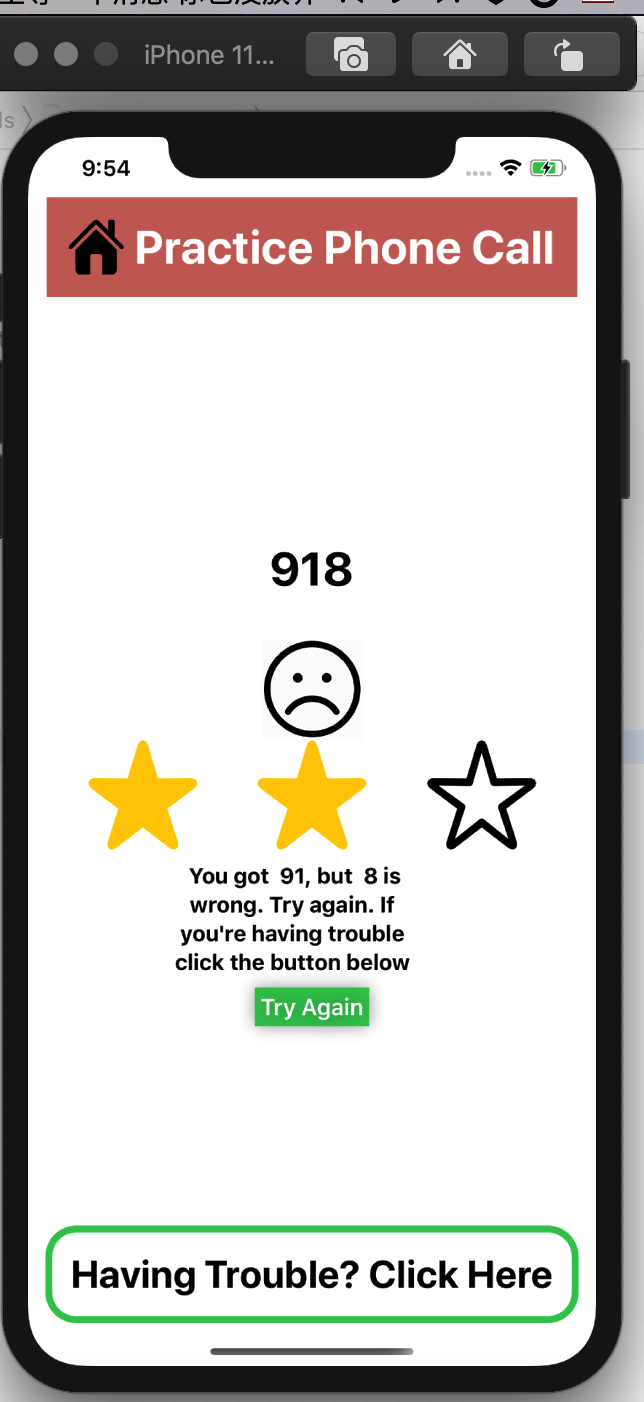 iPhone 11...
9:54
Practice Phone Call
918
You got 91, but 8 is
wrong. Try again. If
you're having trouble
click the button below
Try Again
Having Trouble? Click Here